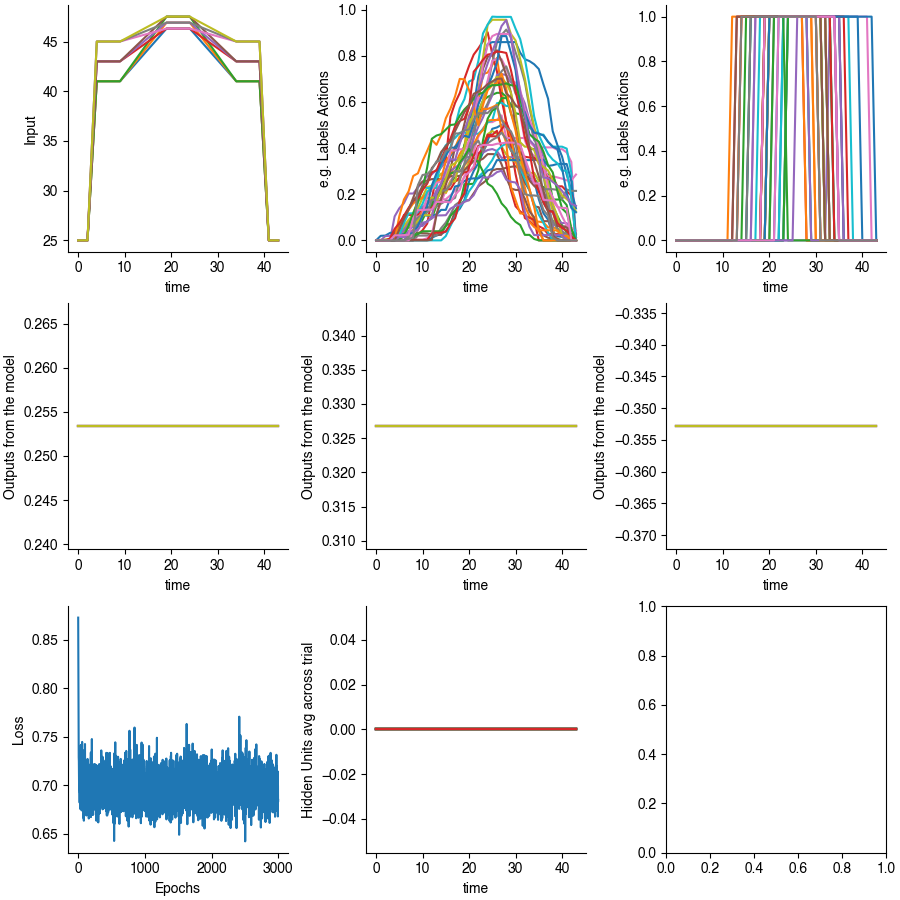 45
40
35
30
25
0 10 20 30 40
Input
time
1.0
0.8
0.6
0.4
0.2
0.0
0 10 20 30 40
e.g. Labels Actions
time
1.0
0.8
0.6
0.4
0.2
0.0
0 10 20 30 40
e.g. Labels Actions
time
0.265
0.260
0.255
0.250
0.245
0.240
0 10 20 30 40
Outputs from the model
time
0.340
0.335
0.330
0.325
0.320
0.315
0.310
0 10 20 30 40
Outputs from the model
time
−0.335
−0.340
−0.345
−0.350
−0.355
−0.360
−0.365
−0.370
0 10 20 30 40
Outputs from the model
time
0.85
0.80
0.75
0.70
0.65
0 1000 2000 3000
Loss
Epochs
0.04
0.02
0.00
−0.02
−0.04
0 10 20 30 40
Hidden Units avg across trial
time
1.0
0.8
0.6
0.4
0.2
0.0
0.0 0.2 0.4 0.6 0.8 1.0